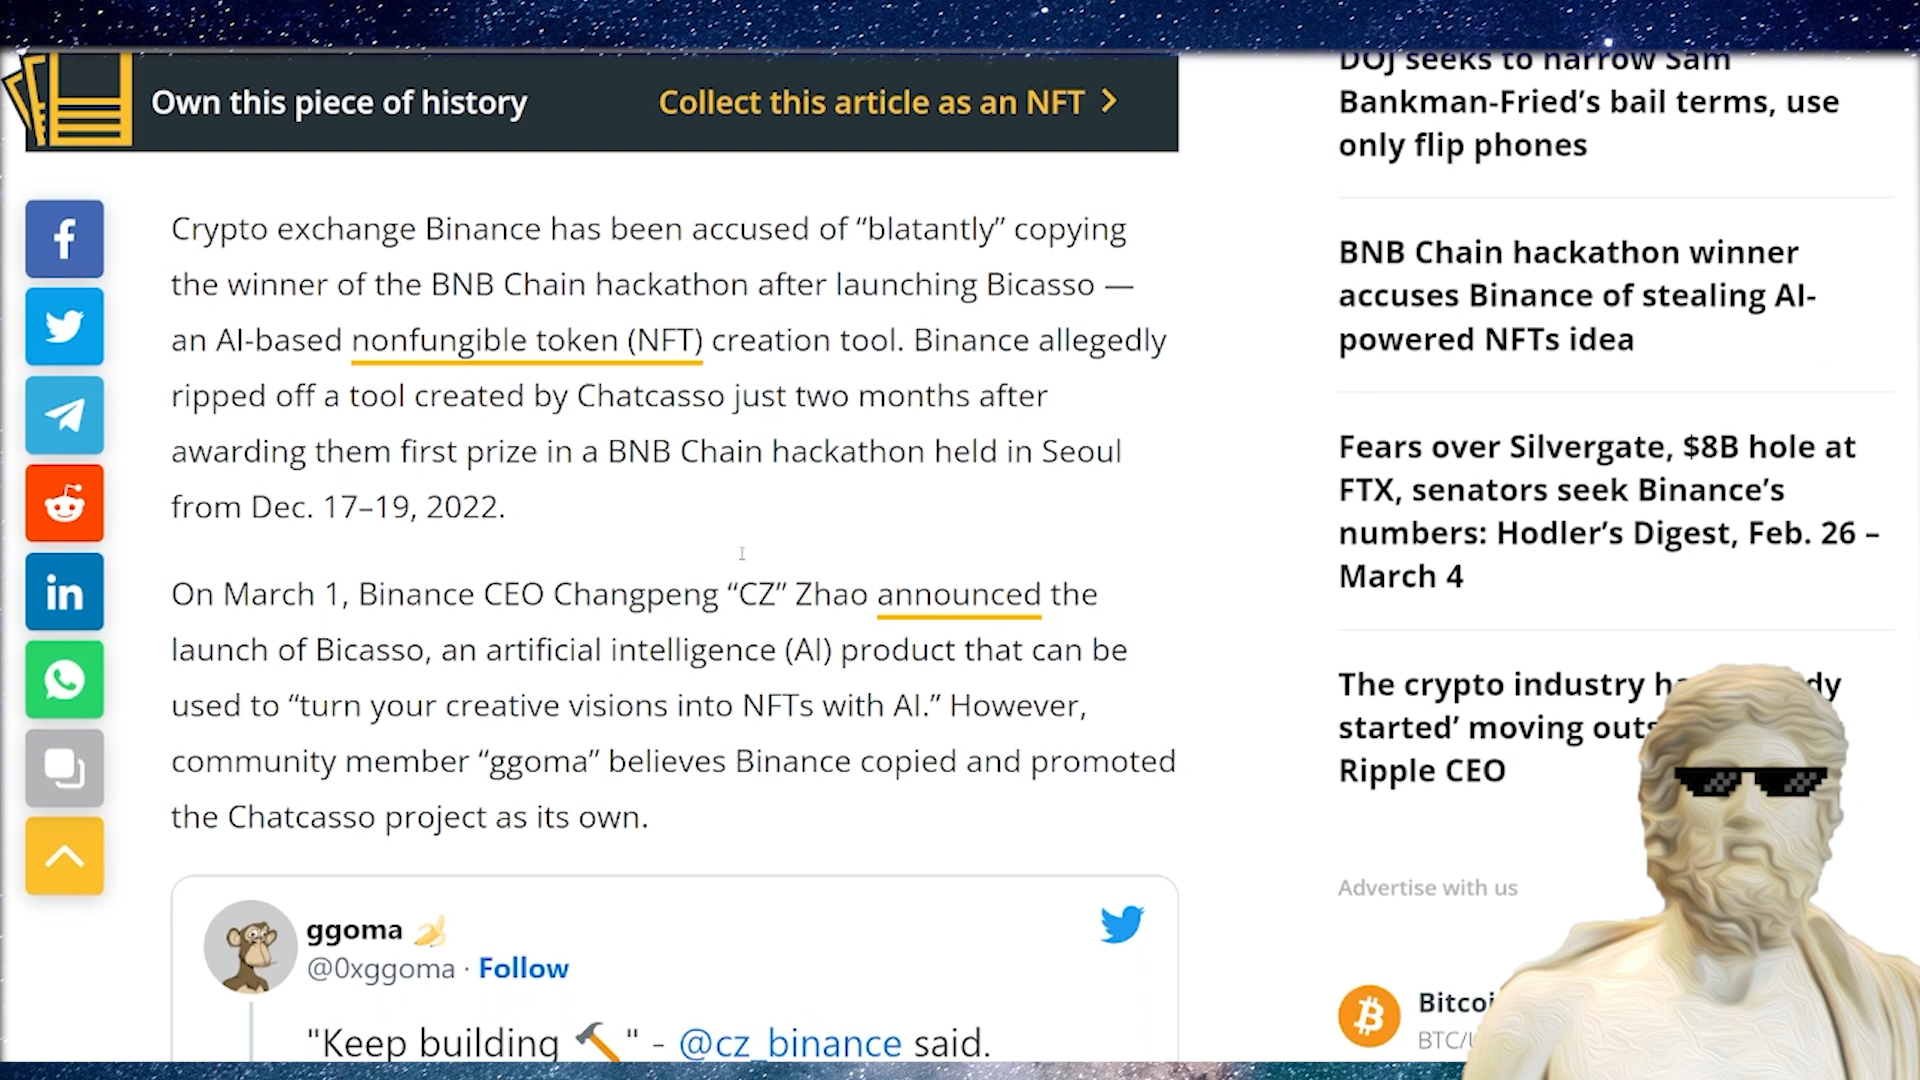 Own this piece of history
Collect this article as an NFT
Crypto exchange Binance has been accused of “blatantly” copying
the winner of the BNB Chain hackathon after launching Bicasso —
an AI-based nonfungible token (NFT) creation tool. Binance allegedly
ripped off a tool created by Chatcasso just two months after
awarding them first prize in a BNB Chain hackathon held in Seoul
from Dec. 17–19, 2022.
On March 1, Binance CEO Changpeng “CZ” Zhao announced the
launch of Bicasso, an artificial intelligence (AI) product that can be
used to “turn your creative visions into NFTs with AI.” However,
community member “ggoma” believes Binance copied and promoted
the Chatcasso project as its own.
ggoma
@0xggoma · Follow
"Keep building 🔨" - @cz_binance said.
DOJ seeks to narrow Sam
Bankman-Fried’s bail terms, use
only flip phones
BNB Chain hackathon winner
accuses Binance of stealing AI-
powered NFTs idea
Fears over Silvergate, $8B hole at
FTX, senators seek Binance’s
numbers: Hodler’s Digest, Feb. 26 –
March 4
The crypto industry
started’ moving
Ripple CEO
Advertise with us